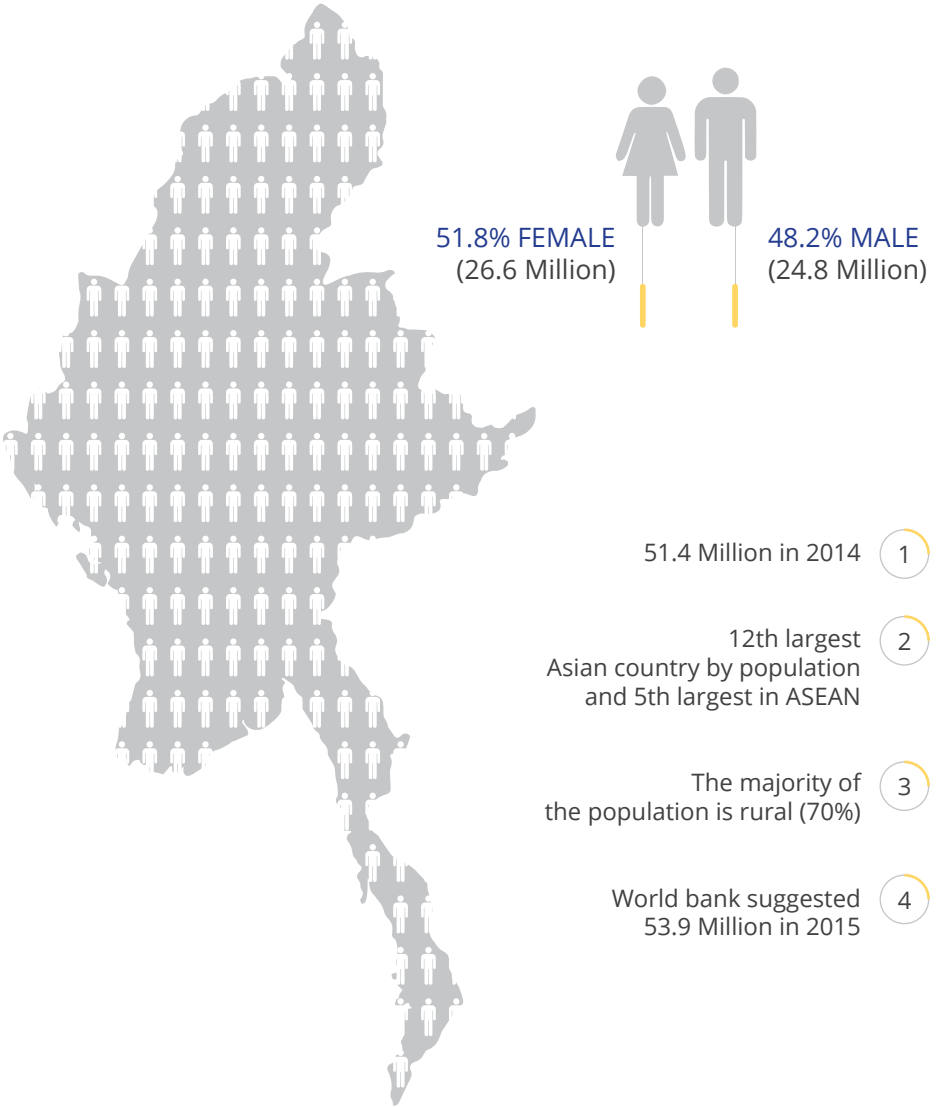 51.8% FEMALE
(26.6 Million)
48.2% MALE
(24.8 Million)
51.4 Million in 2014
1
12th largest
Asian country by population
and 5th largest in ASEAN
2
The majority of
the population is rural (70%)
3
World bank suggested
53.9 Million in 2015
4